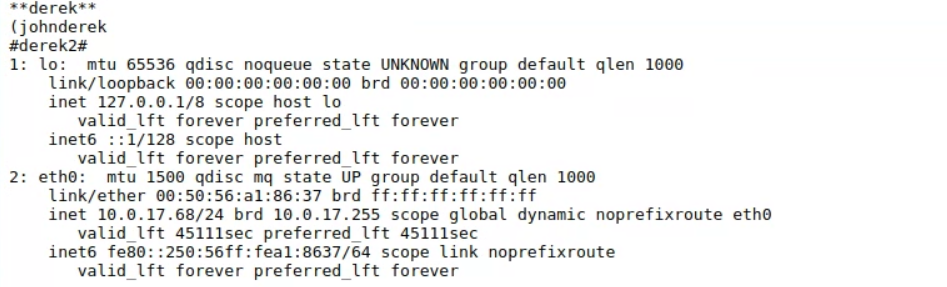 **derek**
(johnderek
#derek2#
1: lo:  mtu 65536 qdisc noqueue state UNKNOWN group default qlen 1000
    link/loopback 00:00:00:00:00:00 brd 00:00:00:00:00:00
    inet 127.0.0.1/8 scope host lo
       valid_lft forever preferred_lft forever
    inet6 ::1/128 scope host
       valid_lft forever preferred_lft forever
2: eth0:  mtu 1500 qdisc mq state UP group default qlen 1000
    link/ether 00:50:56:a1:86:37 brd ff:ff:ff:ff:ff:ff
    inet 10.0.17.68/24 brd 10.0.17.255 scope global dynamic noprefixroute eth0
       valid_lft 45111sec preferred_lft 45111sec
    inet6 fe80::250:56ff:fea1:8637/64 scope link noprefixroute
       valid_lft forever preferred_lft forever